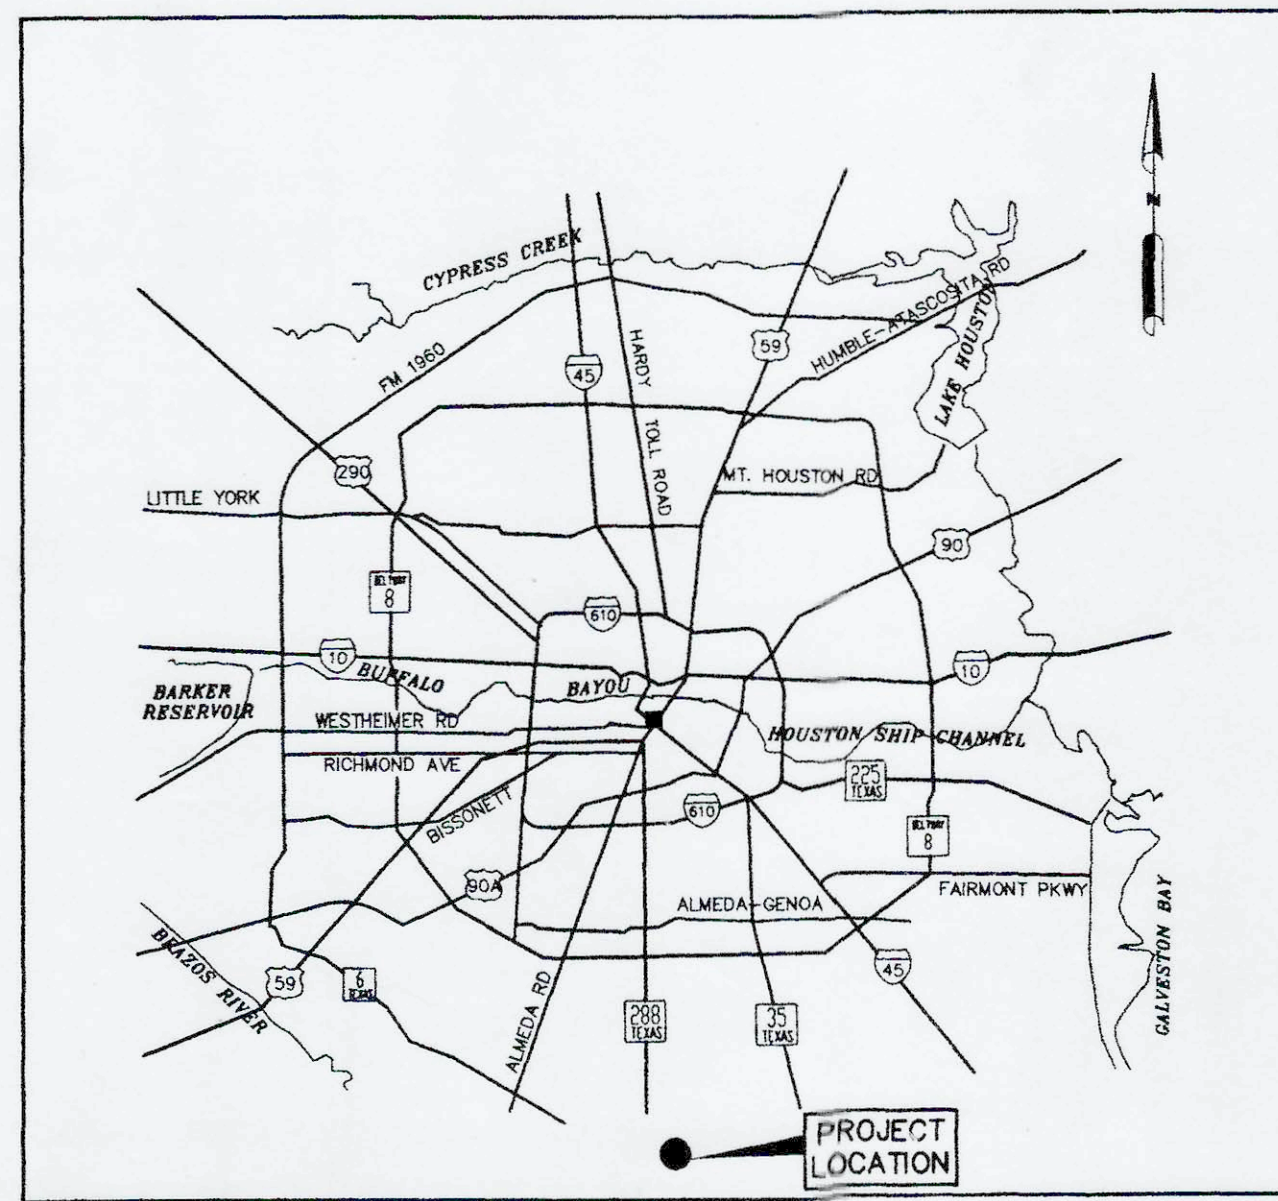 N
CYPRESS CREEK
HUMBLE-ATASCOSITA RD
59
HARDY TOLL ROAD
LAKE HOUSTON
FM 1960
45
290
MT. HOUSTON RD
LITTLE YORK
90
BELTWAY
8
610
10
BUFFALO BAYOU
10
BARKER
RESERVOIR
WESTHEIMER RD
HOUSTON SHIP CHANNEL
RICHMOND AVE
225
TEXAS
BISSONETT
610
BELTWAY
8
90A
FAIRMONT PKWY
ALMEDA-GENOA
GALVESTON BAY
BRAZOS RIVER
59
6
TEXAS
45
ALMEDA RD
288
TEXAS
35
TEXAS
PROJECT
LOCATION